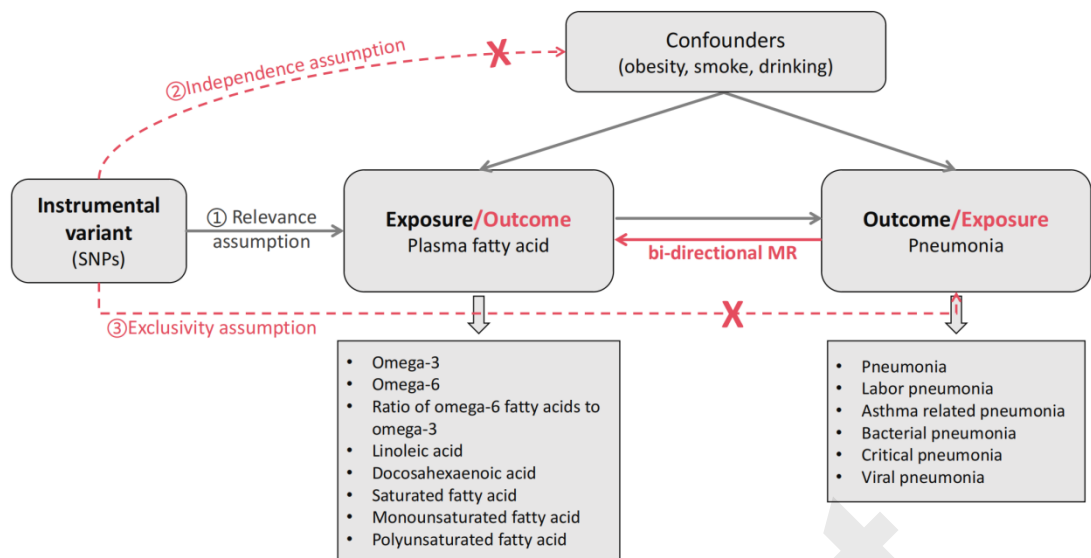 Confounders
(obesity, smoke, drinking)
②Independence assumption
X
Instrumental
variant
(SNPs)
① Relevance
assumption
Exposure/Outcome
Plasma fatty acid
bi-directional MR
Outcome/Exposure
Pneumonia
③Exclusivity assumption
X
• Omega-3
• Omega-6
• Ratio of omega-6 fatty acids to
omega-3
• Linoleic acid
• Docosahexaenoic acid
• Saturated fatty acid
• Monounsaturated fatty acid
• Polyunsaturated fatty acid
• Pneumonia
• Labor pneumonia
• Asthma related pneumonia
• Bacterial pneumonia
• Critical pneumonia
• Viral pneumonia